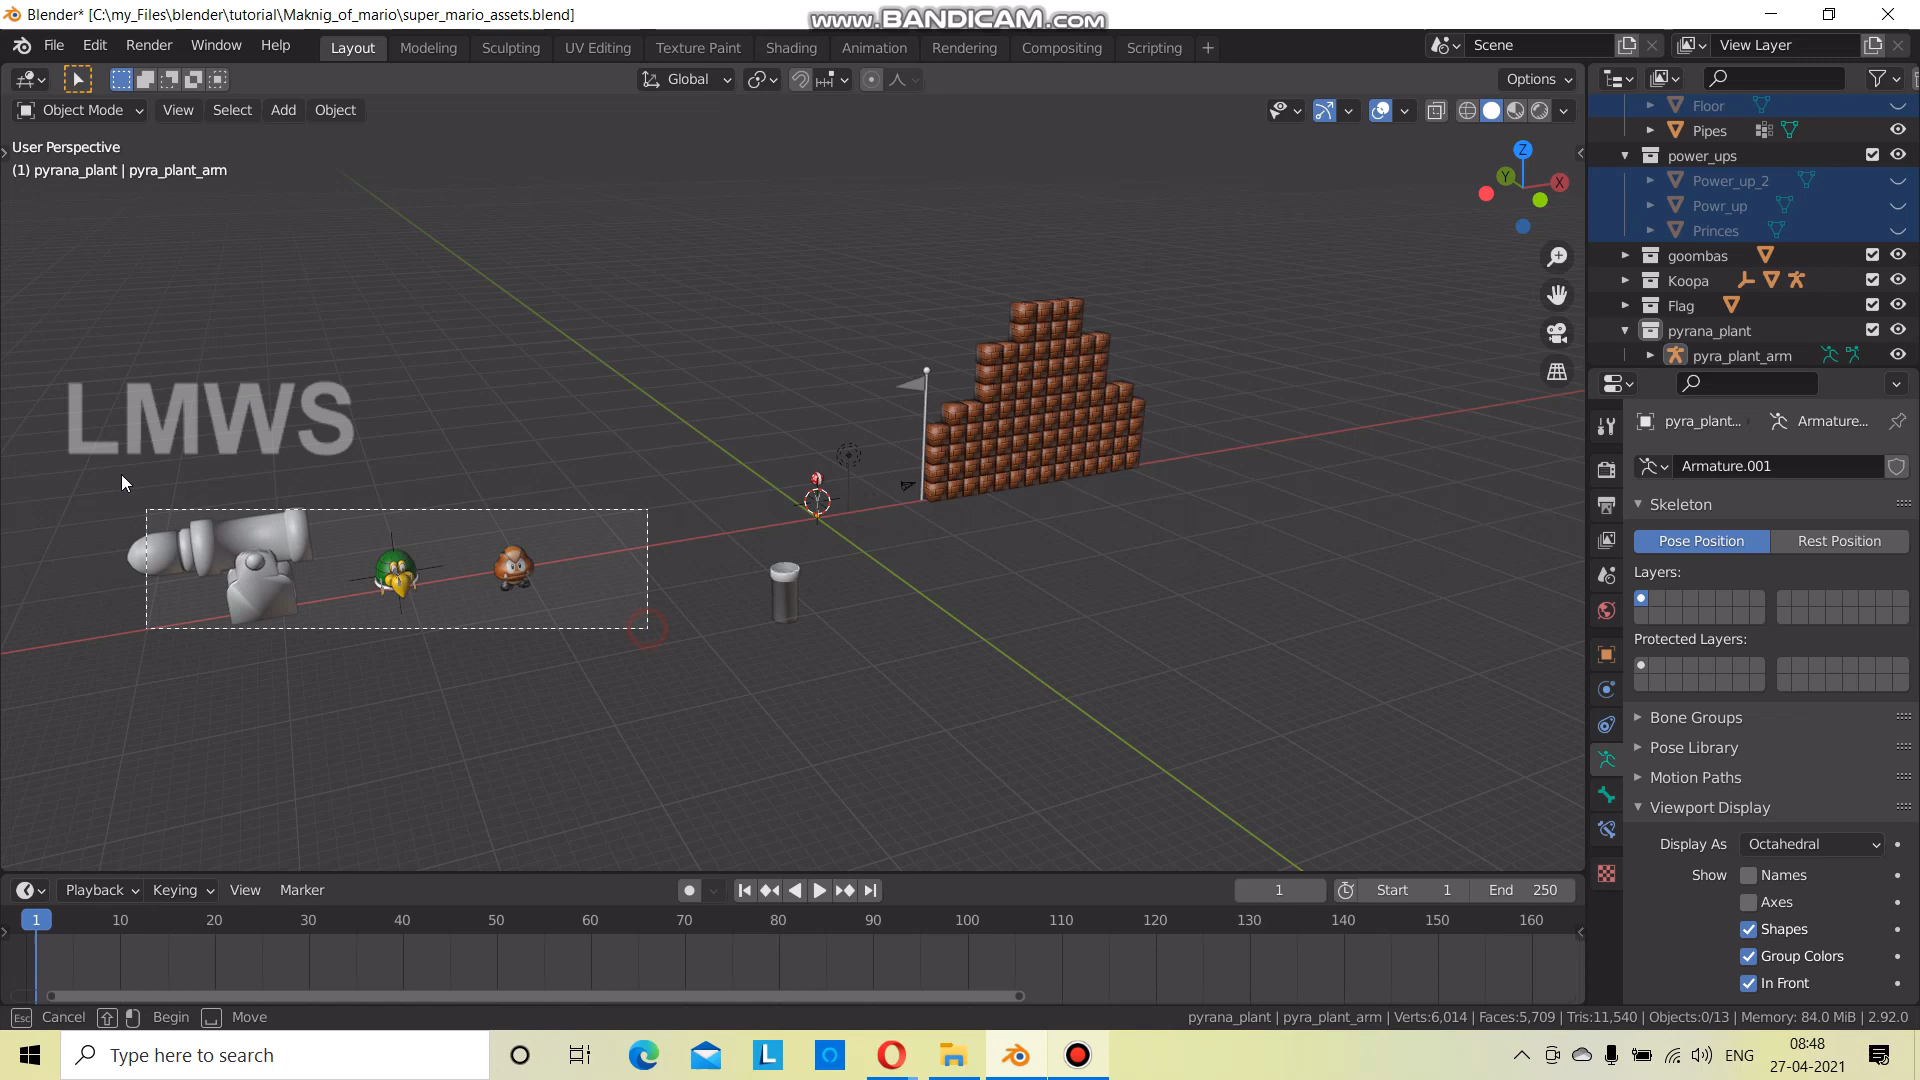 Blender* [C:\my_Files\blender\tutorial\Maknig_of_mario\super_mario_assets.blend]
www.BANDICAM.com
File Edit Render Window Help
Layout Modeling Sculpting UV Editing Texture Paint Shading Animation Rendering Compositing Scripting +
Scene
View Layer
Global
Options
Object Mode View Select Add Object
User Perspective
(1) pyrana_plant | pyra_plant_arm
Z
Y
X
LMWS
Floor
Pipes
power_ups
Power_up_2
Powr_up
Princes
goombas
Koopa
Flag
pyrana_plant
pyra_plant_arm
pyra_plant... Armature...
Armature.001
Skeleton
Pose Position Rest Position
Layers:
Protected Layers:
Bone Groups
Pose Library
Motion Paths
Viewport Display
Display As Octahedral
Show Names
Axes
Shapes
Group Colors
In Front
Playback Keying View Marker
1 Start 1 End 250
1 10 20 30 40 50 60 70 80 90 100 110 120 130 140 150 160
Esc Cancel Begin Move
pyrana_plant | pyra_plant_arm | Verts:6,014 | Faces:5,709 | Tris:11,540 | Objects:0/13 | Memory: 84.0 MiB | 2.92.0
Type here to search
L
ENG
08:48
27-04-2021